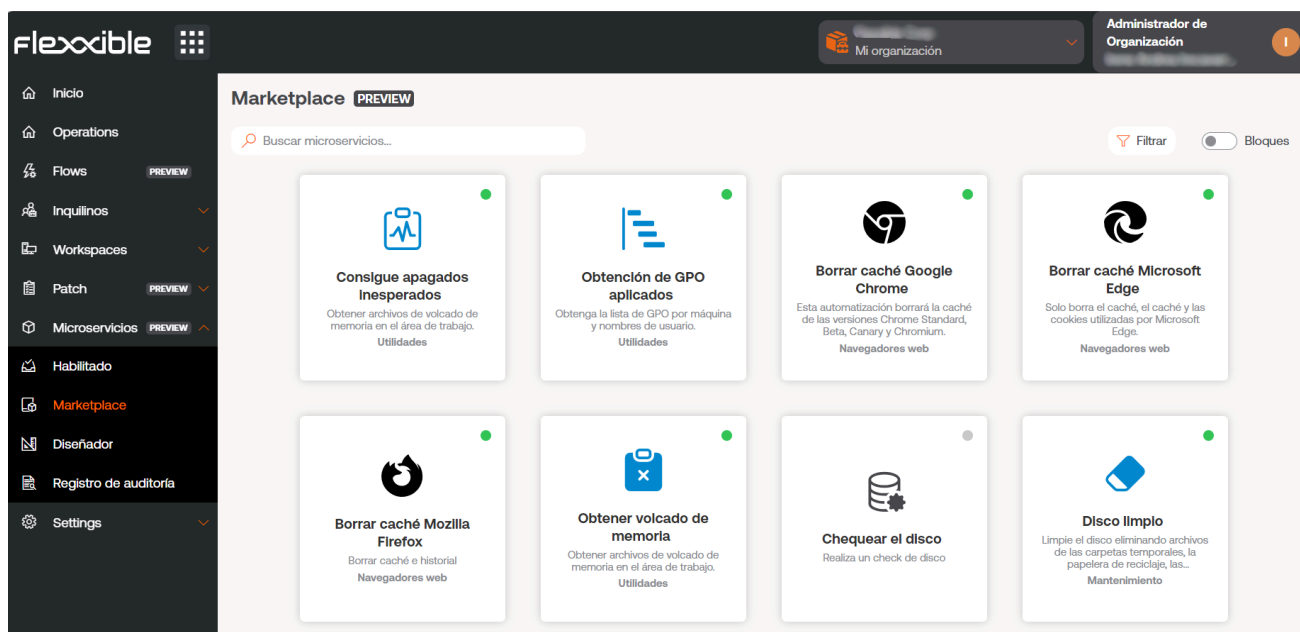 Flexxible
Mi organización
Administrador de
Organización
I
Inicio
Operations
Flows PREVIEW
Inquilinos
Workspaces
Patch PREVIEW
Microservicios PREVIEW
Habilitado
Marketplace
Diseñador
Registro de auditoría
Settings
Marketplace PREVIEW
Buscar microservicios...
Filtrar
Bloques
Consigue apagados
inesperados
Obtener archivos de volcado de
memoria en el área de trabajo.
Utilidades
Obtención de GPO
aplicados
Obtenga la lista de GPO por máquina
y nombres de usuario.
Utilidades
Borrar caché Google
Chrome
Esta automatización borrará la caché
de las versiones Chrome Standard,
Beta, Canary y Chromium.
Navegadores web
Borrar caché Microsoft
Edge
Solo borra el caché, el caché y las
cookies utilizadas por Microsoft
Edge.
Navegadores web
Borrar caché Mozilla
Firefox
Borrar caché e historial
Navegadores web
Obtener volcado de
memoria
Obtener archivos de volcado de
memoria en el área de trabajo.
Utilidades
Chequear el disco
Realiza un check de disco
Disco limpio
Limpie el disco eliminando archivos
de las carpetas temporales, la
papelera de reciclaje, las...
Mantenimiento